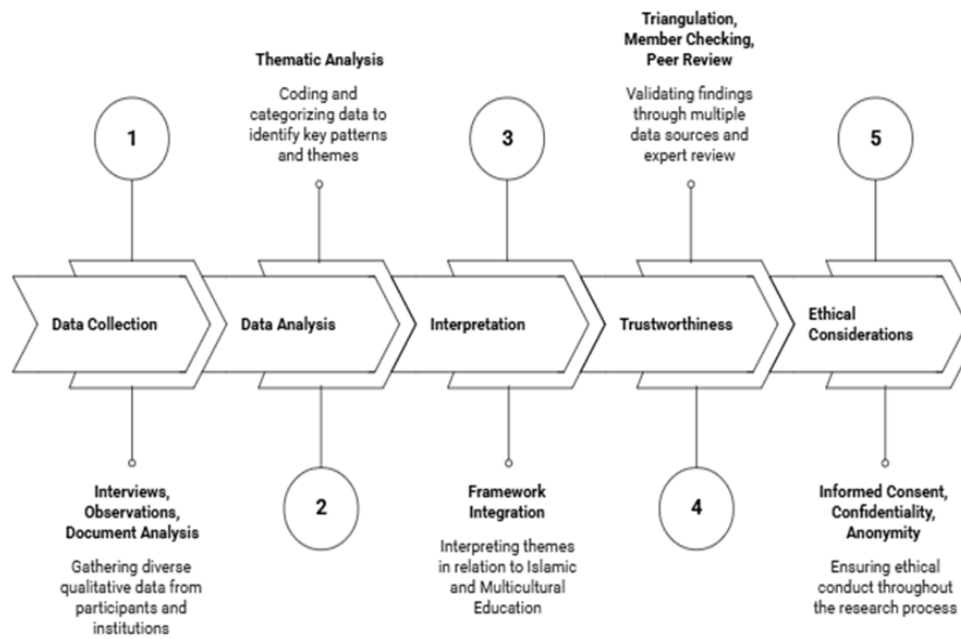 1
Data Collection
Interviews,
Observations,
Document Analysis
Gathering diverse
qualitative data from
participants and
institutions
Thematic Analysis
Coding and
categorizing data to
identify key patterns
and themes
Data Analysis
2
3
Interpretation
Framework
Integration
Interpreting themes
in relation to Islamic
and Multicultural
Education
Triangulation,
Member Checking,
Peer Review
Validating findings
through multiple
data sources and
expert review
Trustworthiness
4
5
Ethical
Considerations
Informed Consent,
Confidentiality,
Anonymity
Ensuring ethical
conduct throughout
the research process